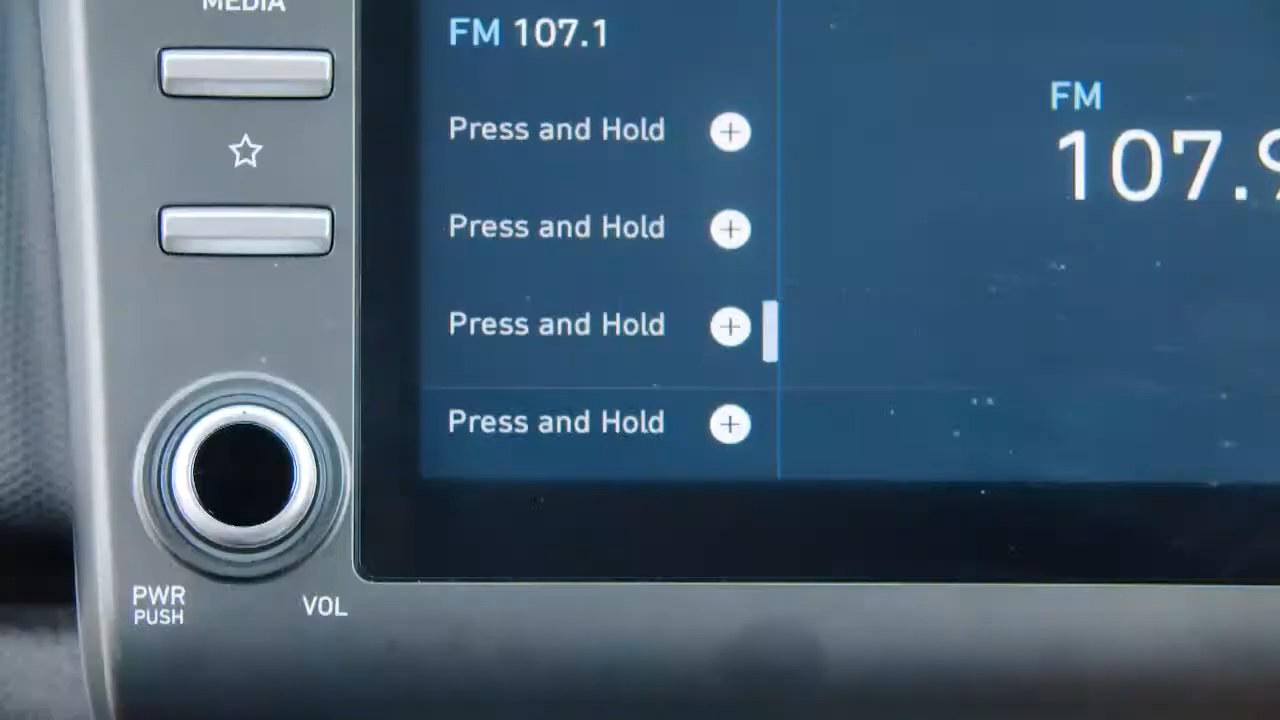 MEDIA
FM 107.1
Press and Hold
Press and Hold
Press and Hold
Press and Hold
FM
107.9
PWR
PUSH
VOL